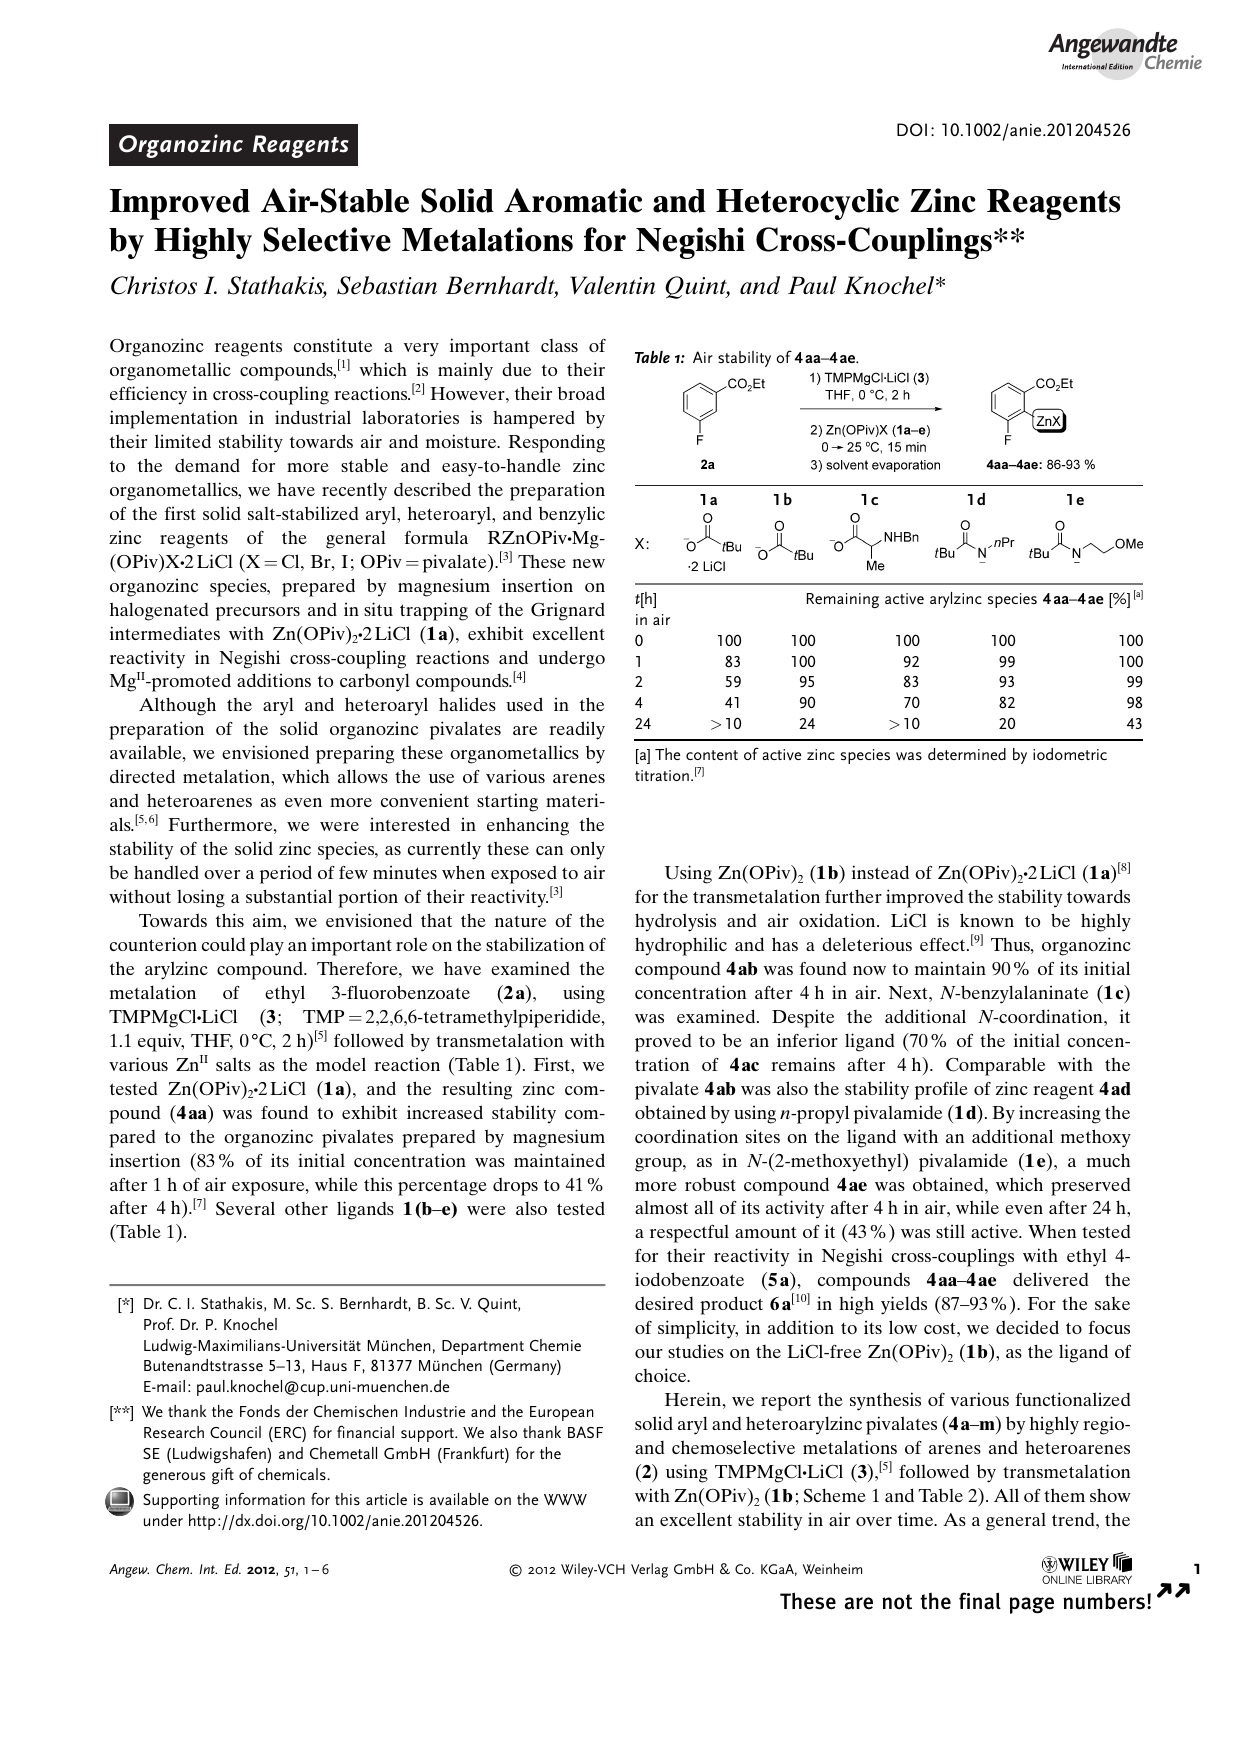 Angewandte
International Edition Chemie
Organozinc Reagents
DOI: 10.1002/anie.201204526
Improved Air-Stable Solid Aromatic and Heterocyclic Zinc Reagents
by Highly Selective Metalations for Negishi Cross-Couplings**
Christos I. Stathakis, Sebastian Bernhardt, Valentin Quint, and Paul Knochel*
Organozinc reagents constitute a very important class of
organometallic compounds,[1] which is mainly due to their
efficiency in cross-coupling reactions.[2] However, their broad
implementation in industrial laboratories is hampered by
their limited stability towards air and moisture. Responding
to the demand for more stable and easy-to-handle zinc
organometallics, we have recently described the preparation
of the first solid salt-stabilized aryl, heteroaryl, and benzylic
zinc reagents of the general formula RZnOPiv·Mg-
(OPiv)X·2 LiCl (X = Cl, Br, I; OPiv = pivalate).[3] These new
organozinc species, prepared by magnesium insertion on
halogenated precursors and in situ trapping of the Grignard
intermediates with Zn(OPiv)2·2 LiCl (1a), exhibit excellent
reactivity in Negishi cross-coupling reactions and undergo
MgII-promoted additions to carbonyl compounds.[4]
Although the aryl and heteroaryl halides used in the
preparation of the solid organozinc pivalates are readily
available, we envisioned preparing these organometallics by
directed metalation, which allows the use of various arenes
and heteroarenes as even more convenient starting materi-
als.[5,6] Furthermore, we were interested in enhancing the
stability of the solid zinc species, as currently these can only
be handled over a period of few minutes when exposed to air
without losing a substantial portion of their reactivity.[3]
Towards this aim, we envisioned that the nature of the
counterion could play an important role on the stabilization of
the arylzinc compound. Therefore, we have examined the
metalation of ethyl 3-fluorobenzoate (2a), using
TMPMgCl·LiCl (3; TMP = 2,2,6,6-tetramethylpiperidide,
1.1 equiv, THF, 0 °C, 2 h)[5] followed by transmetalation with
various ZnII salts as the model reaction (Table 1). First, we
tested Zn(OPiv)2·2 LiCl (1a), and the resulting zinc com-
pound (4aa) was found to exhibit increased stability com-
pared to the organozinc pivalates prepared by magnesium
insertion (83 % of its initial concentration was maintained
after 1 h of air exposure, while this percentage drops to 41 %
after 4 h).[7] Several other ligands 1(b–e) were also tested
(Table 1).
[*] Dr. C. I. Stathakis, M. Sc. S. Bernhardt, B. Sc. V. Quint,
Prof. Dr. P. Knochel
Ludwig-Maximilians-Universität München, Department Chemie
Butenandtstrasse 5–13, Haus F, 81377 München (Germany)
E-mail: paul.knochel@cup.uni-muenchen.de
[**] We thank the Fonds der Chemischen Industrie and the European
Research Council (ERC) for financial support. We also thank BASF
SE (Ludwigshafen) and Chemetall GmbH (Frankfurt) for the
generous gift of chemicals.
Supporting information for this article is available on the WWW
under http://dx.doi.org/10.1002/anie.201204526.
Table 1: Air stability of 4aa–4ae.
CO2Et
F
2a
1) TMPMgCl·LiCl (3)
THF, 0 °C, 2 h
2) Zn(OPiv)X (1a–e)
0 → 25 °C, 15 min
3) solvent evaporation
CO2Et
ZnX
F
4aa–4ae: 86-93 %
1a 1b 1c 1d 1e
X:
O −O tBu ·2 LiCl
O −O tBu
O −O NHBn Me
O tBu N − nPr
O tBu N − OMe
t[h] Remaining active arylzinc species 4aa–4ae [%][a]
in air
0 100 100 100 100 100
1 83 100 92 99 100
2 59 95 83 93 99
4 41 90 70 82 98
24 >10 24 >10 20 43
[a] The content of active zinc species was determined by iodometric
titration.[7]
Using Zn(OPiv)2 (1b) instead of Zn(OPiv)2·2 LiCl (1a)[8]
for the transmetalation further improved the stability towards
hydrolysis and air oxidation. LiCl is known to be highly
hydrophilic and has a deleterious effect.[9] Thus, organozinc
compound 4ab was found now to maintain 90 % of its initial
concentration after 4 h in air. Next, N-benzylalaninate (1c)
was examined. Despite the additional N-coordination, it
proved to be an inferior ligand (70 % of the initial concen-
tration of 4ac remains after 4 h). Comparable with the
pivalate 4ab was also the stability profile of zinc reagent 4ad
obtained by using n-propyl pivalamide (1d). By increasing the
coordination sites on the ligand with an additional methoxy
group, as in N-(2-methoxyethyl) pivalamide (1e), a much
more robust compound 4ae was obtained, which preserved
almost all of its activity after 4 h in air, while even after 24 h,
a respectful amount of it (43 %) was still active. When tested
for their reactivity in Negishi cross-couplings with ethyl 4-
iodobenzoate (5a), compounds 4aa–4ae delivered the
desired product 6a[10] in high yields (87–93 %). For the sake
of simplicity, in addition to its low cost, we decided to focus
our studies on the LiCl-free Zn(OPiv)2 (1b), as the ligand of
choice.
Herein, we report the synthesis of various functionalized
solid aryl and heteroarylzinc pivalates (4a–m) by highly regio-
and chemoselective metalations of arenes and heteroarenes
(2) using TMPMgCl·LiCl (3),[5] followed by transmetalation
with Zn(OPiv)2 (1b; Scheme 1 and Table 2). All of them show
an excellent stability in air over time. As a general trend, the
Angew. Chem. Int. Ed. 2012, 51, 1–6
© 2012 Wiley-VCH Verlag GmbH & Co. KGaA, Weinheim
WILEY
ONLINE LIBRARY
1
These are not the final page numbers!